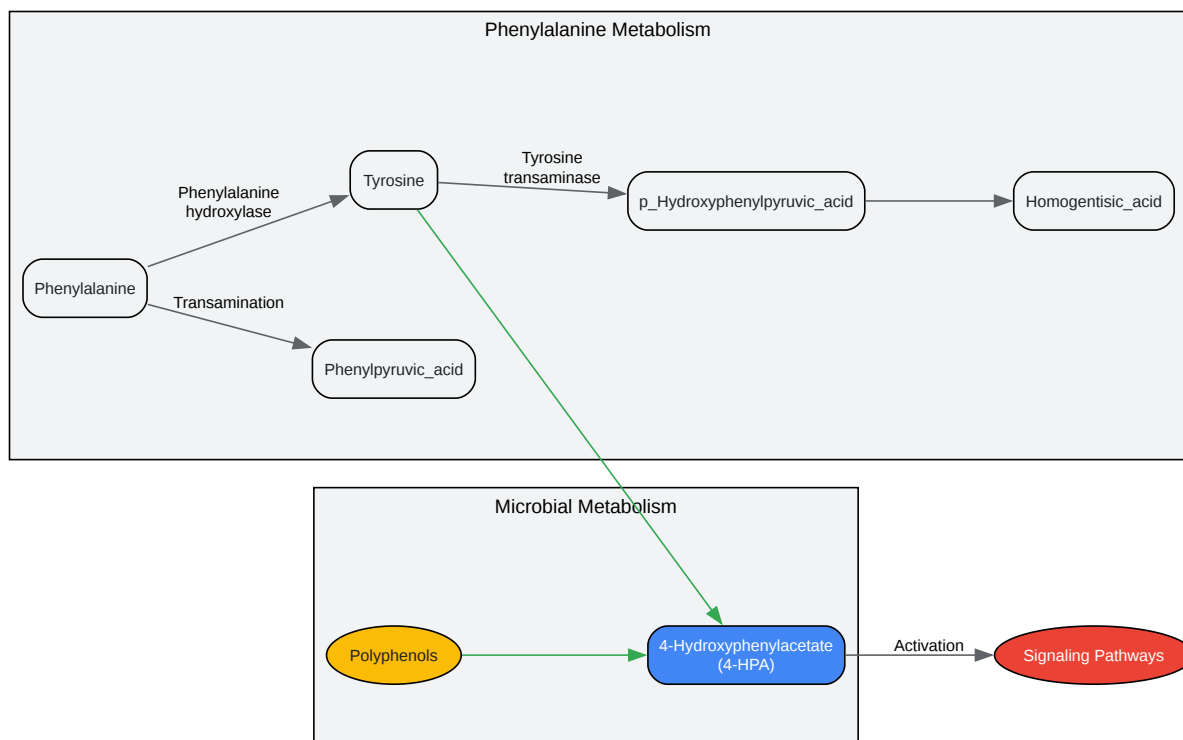 Phenylalanine Metabolism
Tyrosine
transaminase
Tyrosine
Phenylalanine
hydroxylase
p_Hydroxyphenylpyruvic_acid
Homogentisic_acid
Phenylalanine
Transamination
Phenylpyruvic_acid
Microbial Metabolism
Polyphenols
4-Hydroxyphenylacetate
(4-HPA)
Activation
Signaling Pathways